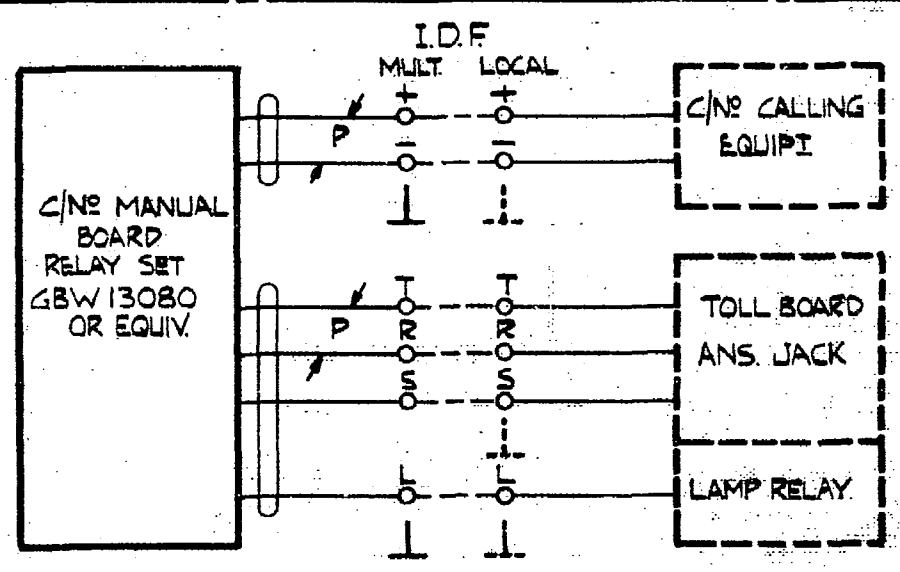 I.D.F.
MULT. LOCAL
+ +
P
- -
C/Nº CALLING
EQUIPT
C/Nº MANUAL
BOARD
RELAY SET
GBW 13080
OR EQUIV.
T T
P
R R
S S
L L
TOLL BOARD
ANS. JACK
LAMP RELAY